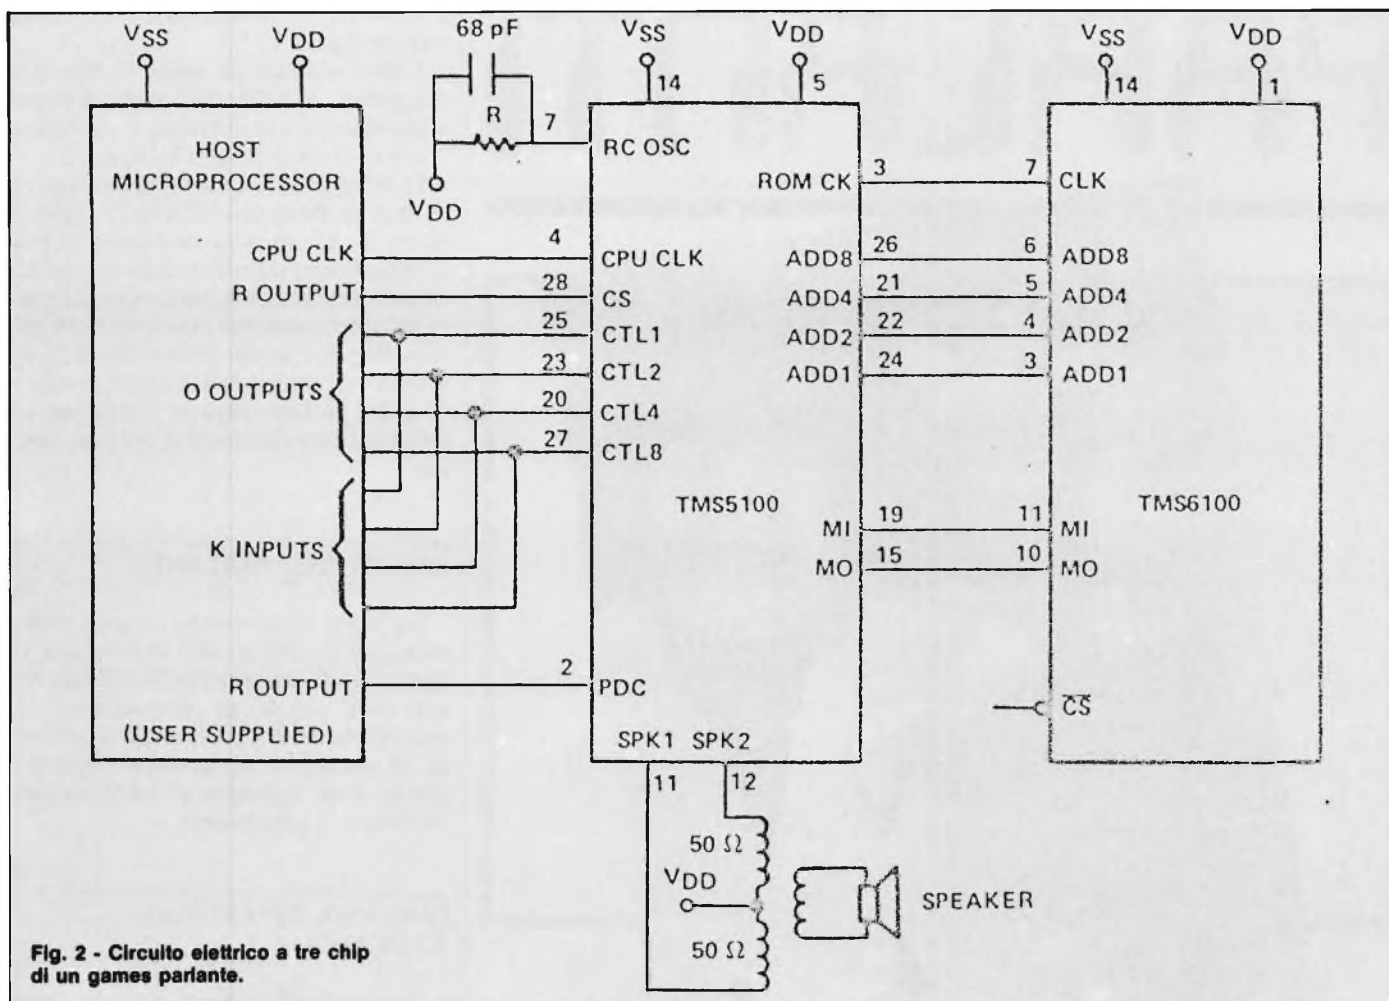 VSS
VDD
HOST
MICROPROCESSOR
CPU CLK
R OUTPUT
O OUTPUTS
K INPUTS
R OUTPUT
(USER SUPPLIED)
68 pF
R
7
VDD
4
28
25
23
20
27
2
VSS
14
VDD
5
RC OSC
CPU CLK
CS
CTL1
CTL2
CTL4
CTL8
PDC
ROM CK
ADD8
ADD4
ADD2
ADD1
TMS5100
MI
MO
SPK1 SPK2
11
12
3
26
21
22
24
19
15
7
6
5
4
3
11
10
VSS
14
VDD
1
CLK
ADD8
ADD4
ADD2
ADD1
TMS6100
MI
MO
C̅S̅
50 Ω
VDD
50 Ω
SPEAKER
Fig. 2 - Circuito elettrico a tre chip
di un games parlante.